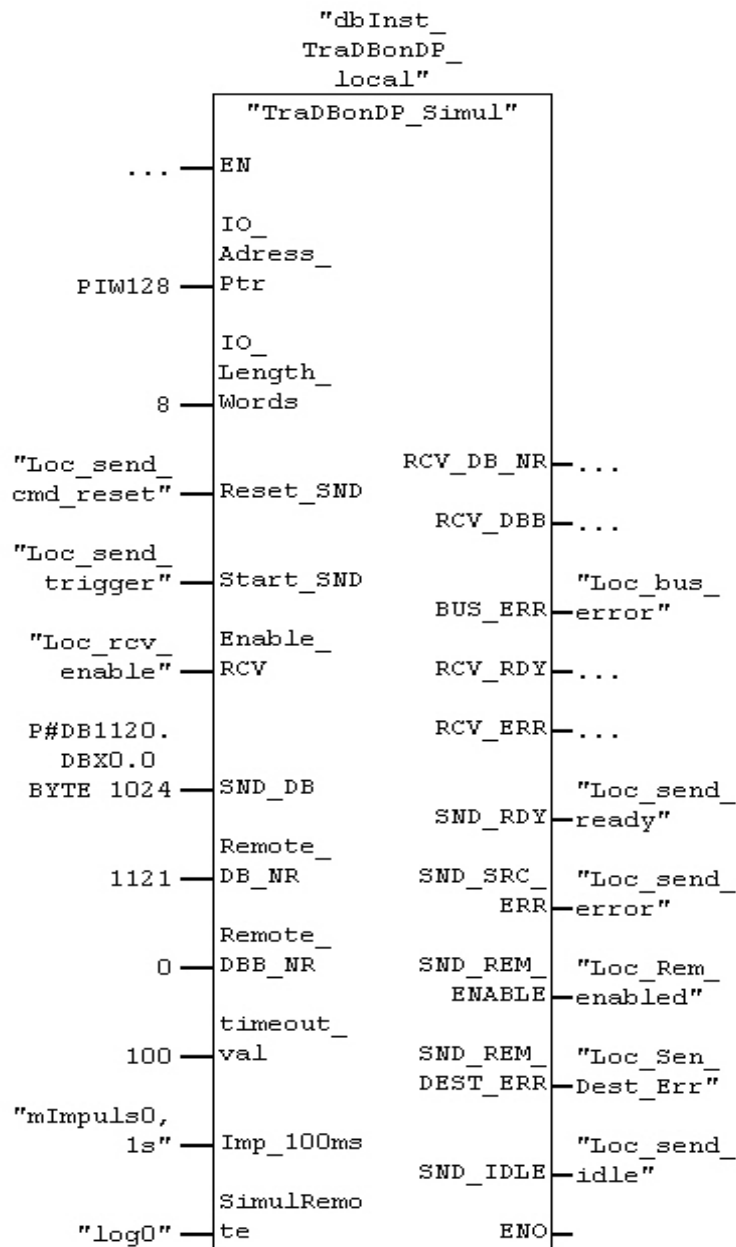 "dbInst_
TraDBonDP_
local"
"TraDBonDP_Simul"
... EN
IO_
Adress_
PIW128 Ptr
IO_
Length_
8 Words
RCV_DB_NR ...
"Loc_send_
cmd_reset" Reset_SND
RCV_DBB ...
"Loc_send_
trigger" Start_SND
"Loc_bus_
BUS_ERR error"
"Loc_rcv_ Enable_
enable" RCV
RCV_RDY ...
RCV_ERR ...
P#DB1120.
DBX0.0
BYTE 1024 SND_DB
"Loc_send_
SND_RDY ready"
Remote_
1121 DB_NR
SND_SRC_ "Loc_send_
ERR error"
Remote_
0 DBB_NR
SND_REM_ "Loc_Rem_
ENABLE enabled"
timeout_
100 val
SND_REM_ "Loc_Sen_
DEST_ERR Dest_Err"
"mImpuls0,
1s" Imp_100ms
"Loc_send_
SND_IDLE idle"
SimulRemo
"log0" te
ENO